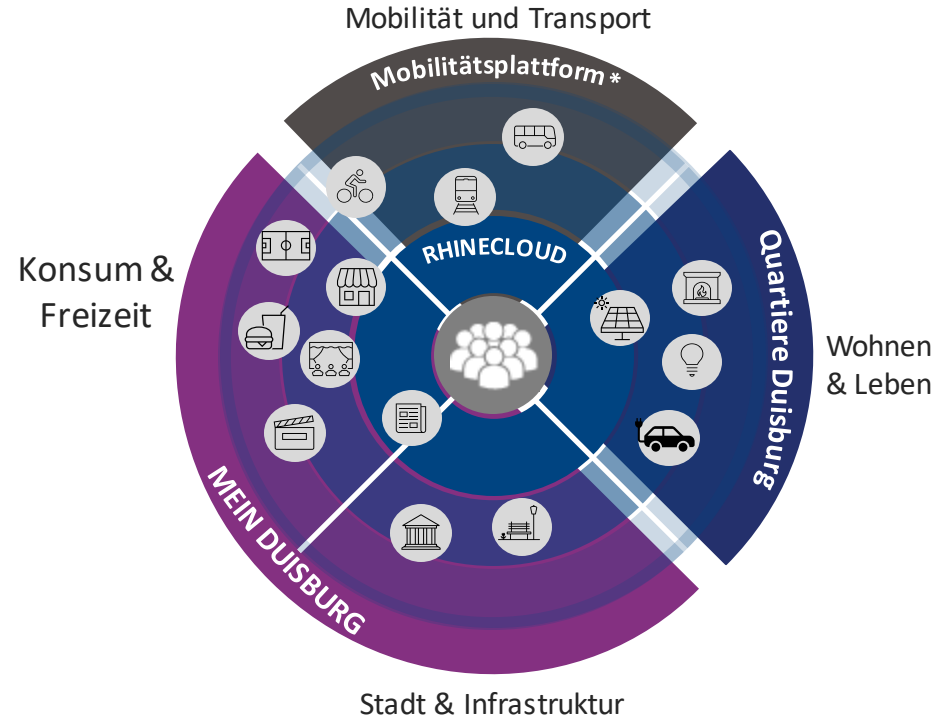 Mobilität und Transport
Mobilitätsplattform*
RHINECLOUD
Konsum &
Freizeit
Quartiere Duisburg
Wohnen
& Leben
MEIN DUISBURG
Stadt & Infrastruktur